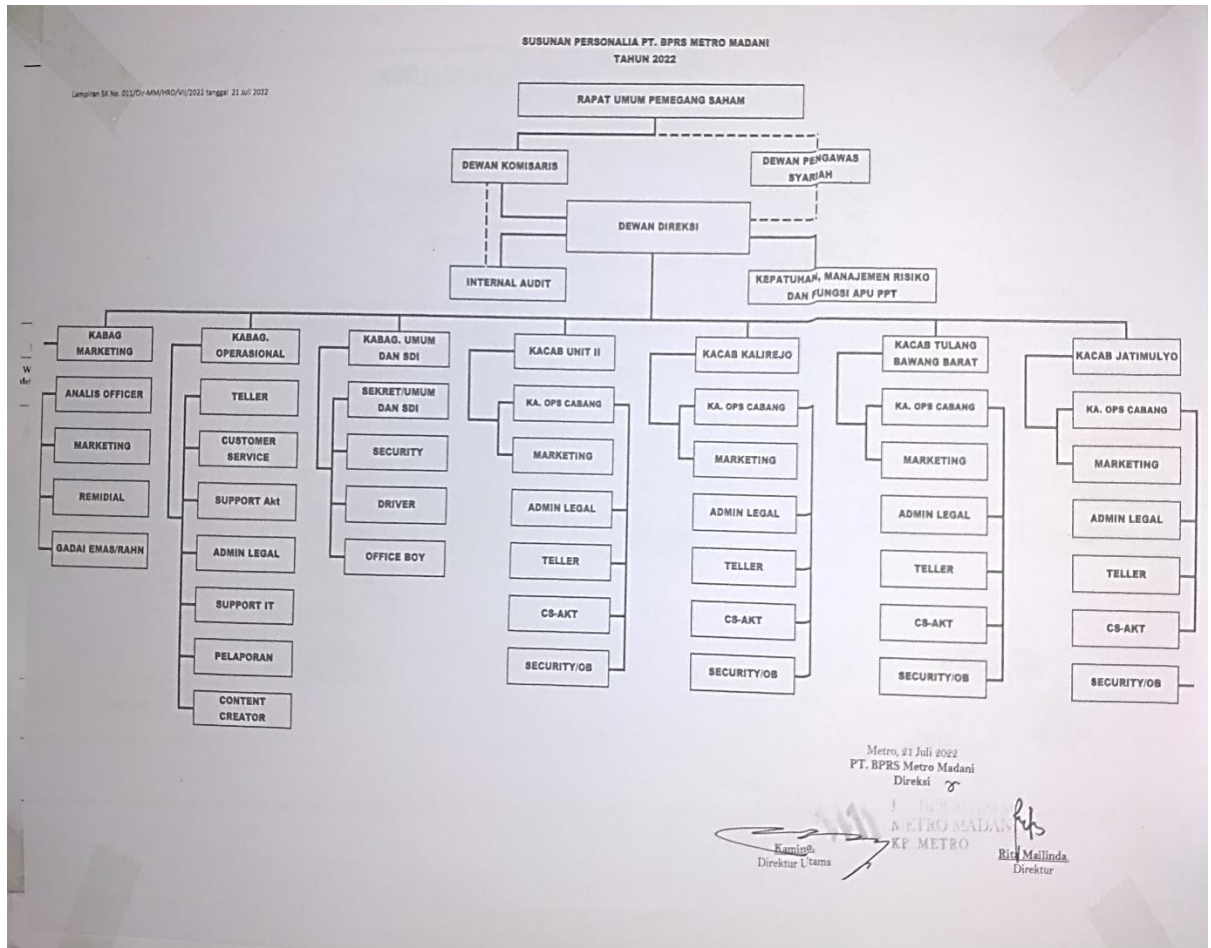 SUSUNAN PERSONALIA PT. BPRS METRO MADANI
TAHUN 2022
Lampiran SK No. 011/Dir-MM/HRD/VII/2022 tanggal 21 Juli 2022
RAPAT UMUM PEMEGANG SAHAM
DEWAN KOMISARIS
DEWAN PENGAWAS
SYARIAH
DEWAN DIREKSI
INTERNAL AUDIT
KEPATUHAN, MANAJEMEN RISIKO
DAN FUNGSI APU PPT
KABAG
MARKETING
ANALIS OFFICER
MARKETING
REMIDIAL
GADAI EMAS/RAHN
KABAG.
OPERASIONAL
TELLER
CUSTOMER
SERVICE
SUPPORT Akt
ADMIN LEGAL
SUPPORT IT
PELAPORAN
CONTENT
CREATOR
KABAG. UMUM
DAN SDI
SEKRET/UMUM
DAN SDI
SECURITY
DRIVER
OFFICE BOY
KACAB UNIT II
KA. OPS CABANG
MARKETING
ADMIN LEGAL
TELLER
CS-AKT
SECURITY/OB
KACAB KALIREJO
KA. OPS CABANG
MARKETING
ADMIN LEGAL
TELLER
CS-AKT
SECURITY/OB
KACAB TULANG
BAWANG BARAT
KA. OPS CABANG
MARKETING
ADMIN LEGAL
TELLER
CS-AKT
SECURITY/OB
KACAB JATIMULYO
KA. OPS CABANG
MARKETING
ADMIN LEGAL
TELLER
CS-AKT
SECURITY/OB
Metro, 21 Juli 2022
PT. BPRS Metro Madani
Direksi
METRO MADANI
KP. METRO
Kamino,
Direktur Utama
Rita Mailinda
Direktur